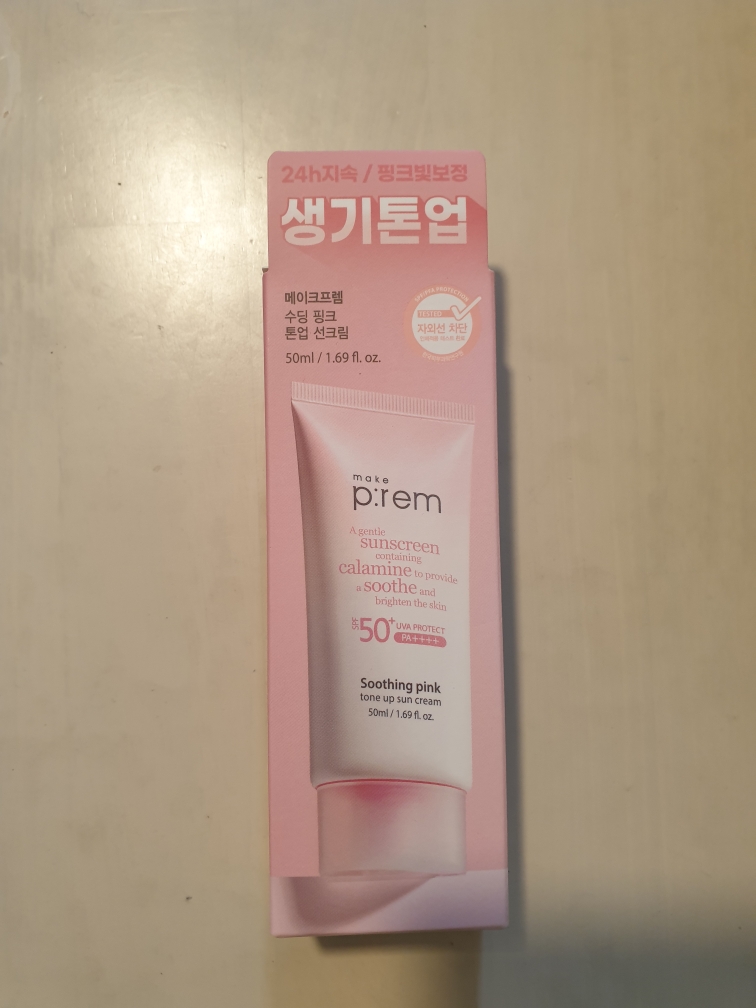 24h지속 / 핑크빛보정
생기톤업
메이크프렘
수딩 핑크
톤업 선크림
50ml / 1.69 fl. oz.
TESTED
자외선 차단
make
p:rem
A gentle
sunscreen
containing
calamine to provide
a soothe and
brighten the skin
SPF 50+ UVA PROTECT
PA++++
Soothing pink
tone up sun cream
50ml / 1.69 fl. oz.